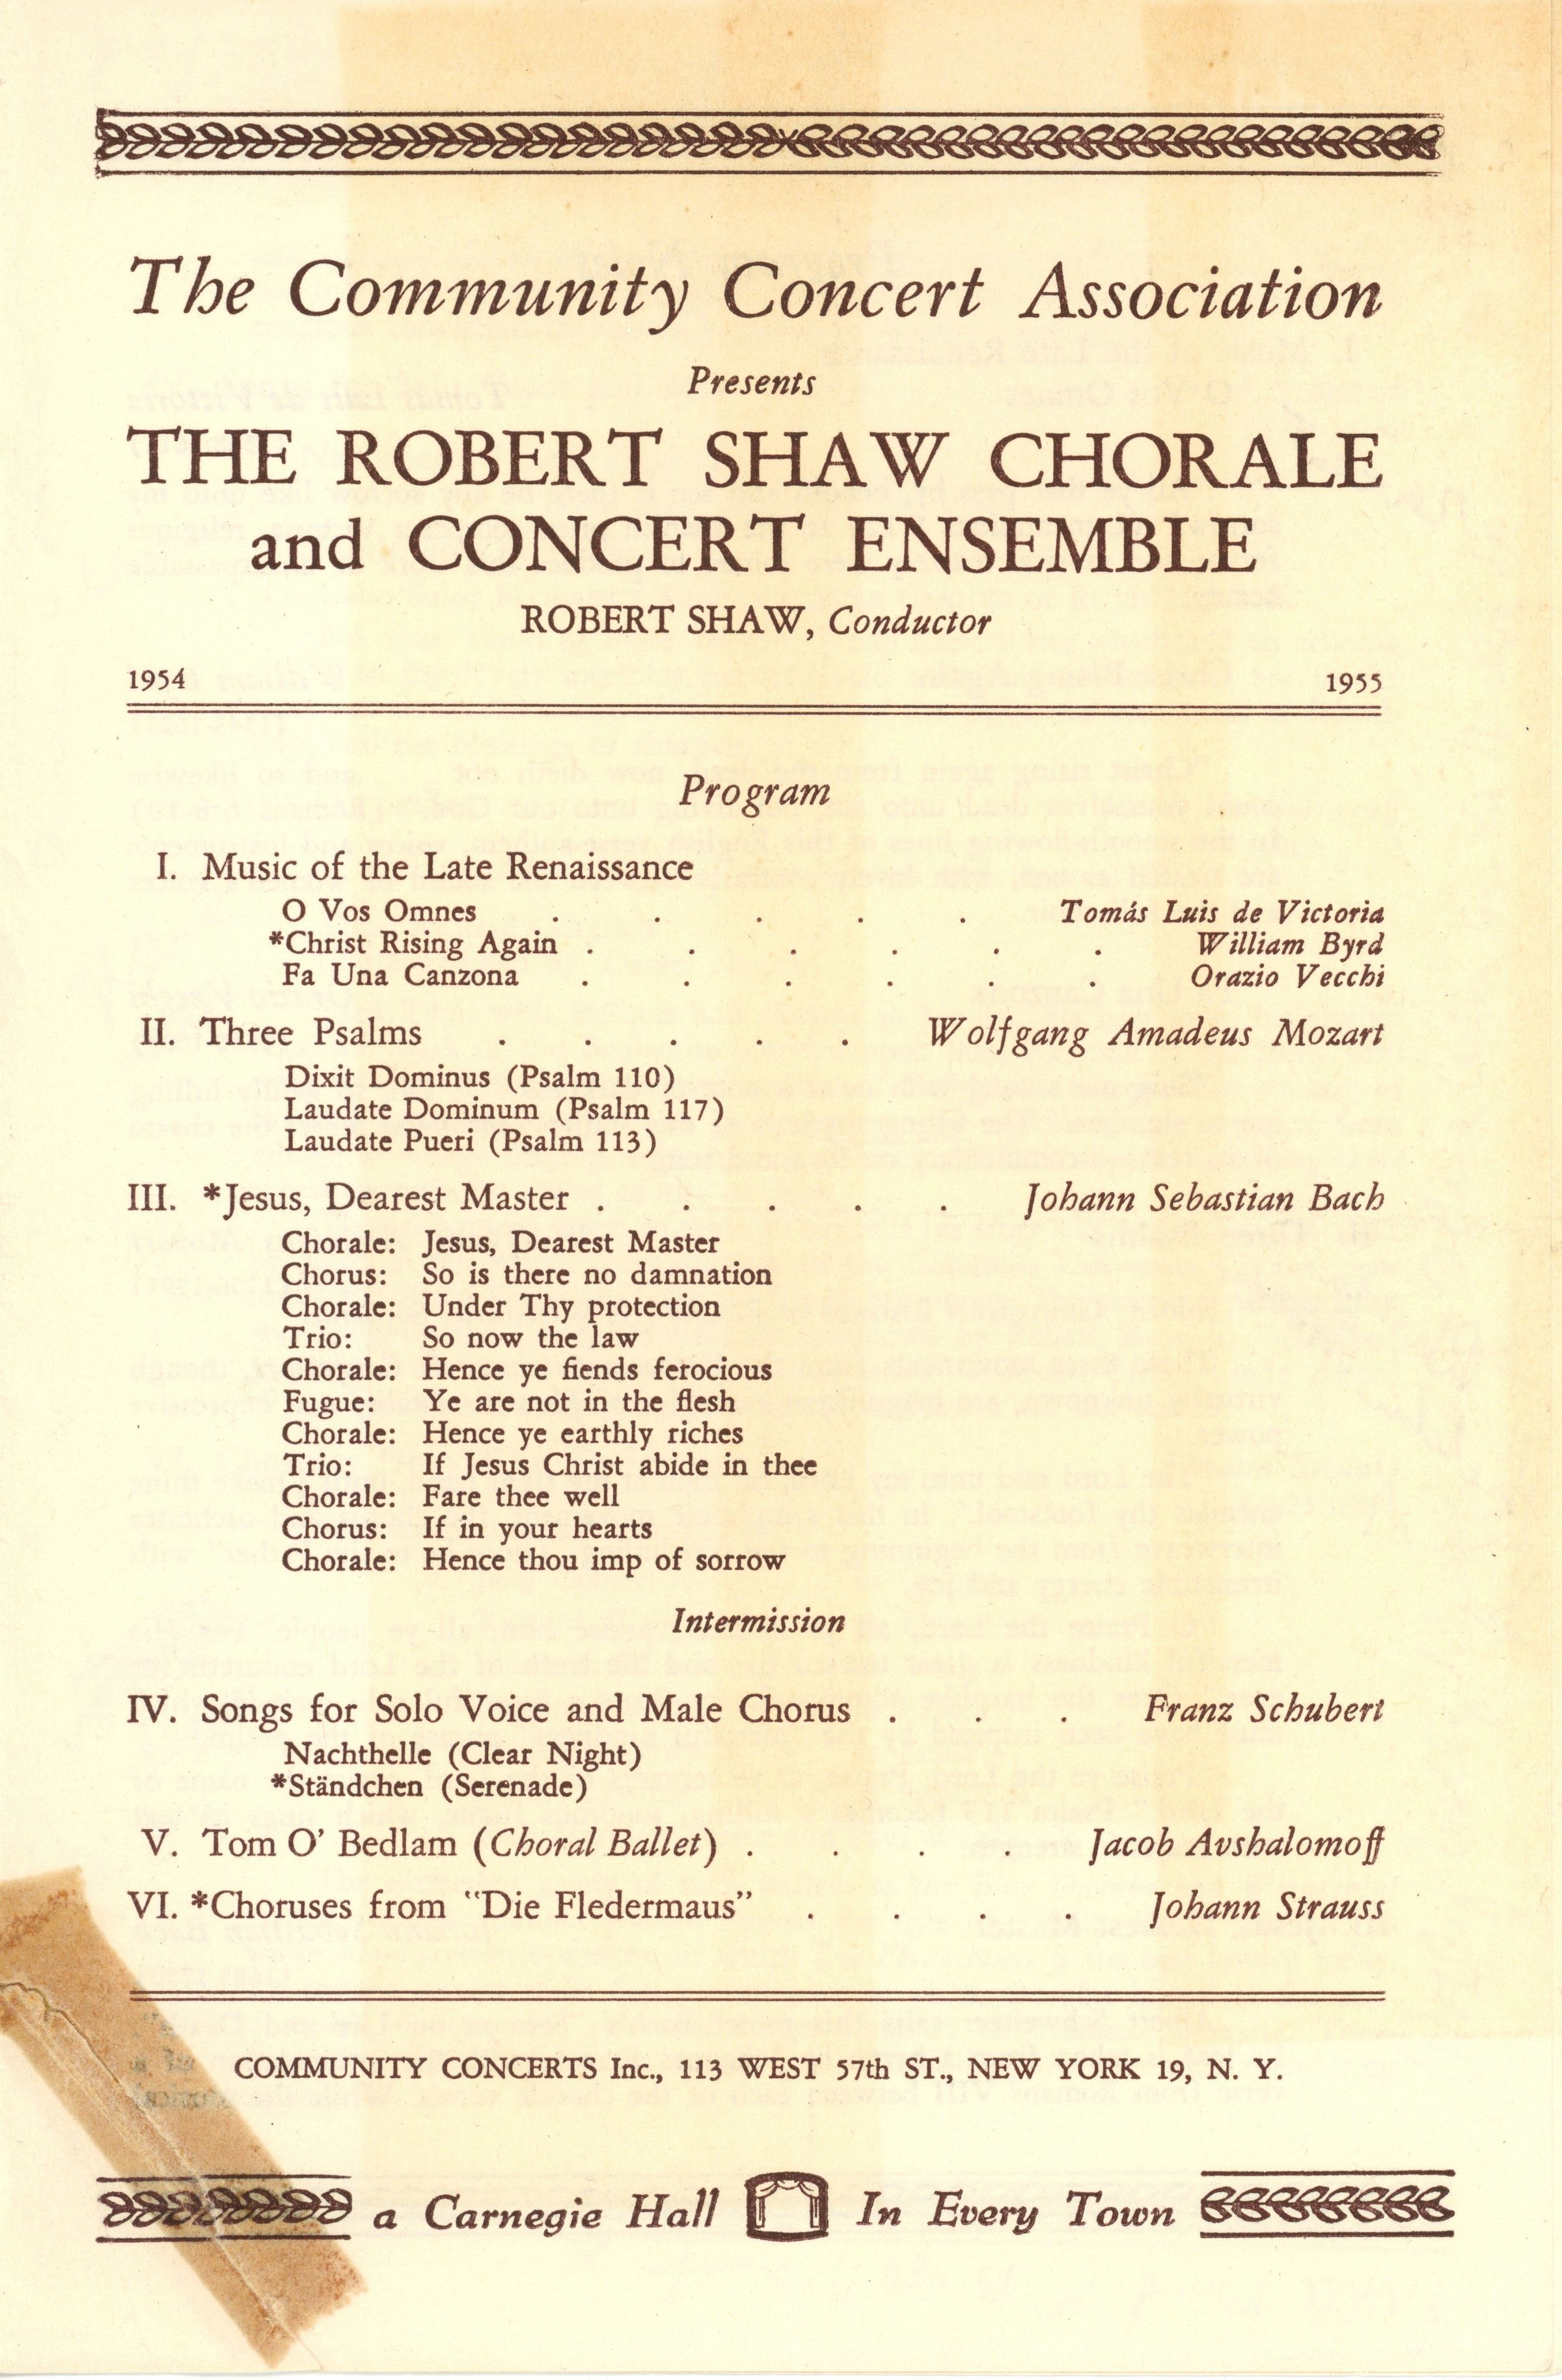 The Community Concert Association
Presents
THE ROBERT SHAW CHORALE
and CONCERT ENSEMBLE
ROBERT SHAW, Conductor
1954 1955
Program
I. Music of the Late Renaissance
O Vos Omnes . . . . . Tomás Luis de Victoria
*Christ Rising Again . . . . . . William Byrd
Fa Una Canzona . . . . . . Orazio Vecchi
II. Three Psalms . . . . . Wolfgang Amadeus Mozart
Dixit Dominus (Psalm 110)
Laudate Dominum (Psalm 117)
Laudate Pueri (Psalm 113)
III. *Jesus, Dearest Master . . . . . Johann Sebastian Bach
Chorale: Jesus, Dearest Master
Chorus: So is there no damnation
Chorale: Under Thy protection
Trio: So now the law
Chorale: Hence ye fiends ferocious
Fugue: Ye are not in the flesh
Chorale: Hence ye earthly riches
Trio: If Jesus Christ abide in thee
Chorale: Fare thee well
Chorus: If in your hearts
Chorale: Hence thou imp of sorrow
Intermission
IV. Songs for Solo Voice and Male Chorus . . . Franz Schubert
Nachthelle (Clear Night)
*Ständchen (Serenade)
V. Tom O' Bedlam (Choral Ballet) . . . . Jacob Avshalomoff
VI. *Choruses from "Die Fledermaus" . . . . Johann Strauss
COMMUNITY CONCERTS Inc., 113 WEST 57th ST., NEW YORK 19, N. Y.
a Carnegie Hall In Every Town